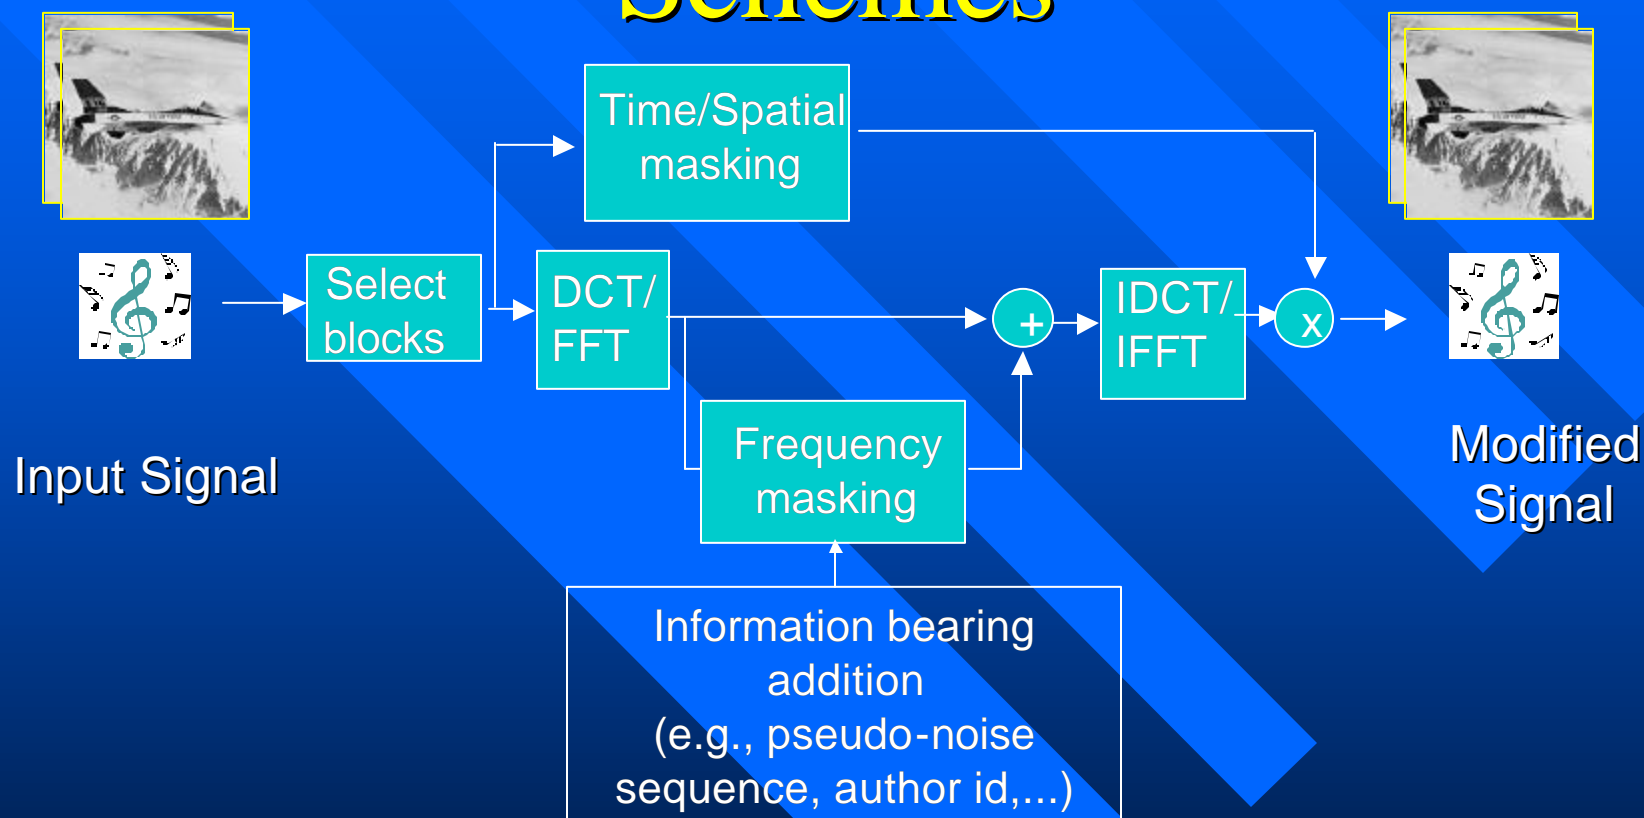 Schemes
Time/Spatial
masking
Select
blocks
DCT/
FFT
+
IDCT/
IFFT
x
Frequency
masking
Input Signal
Modified
Signal
Information bearing
addition
(e.g., pseudo-noise
sequence, author id,...)